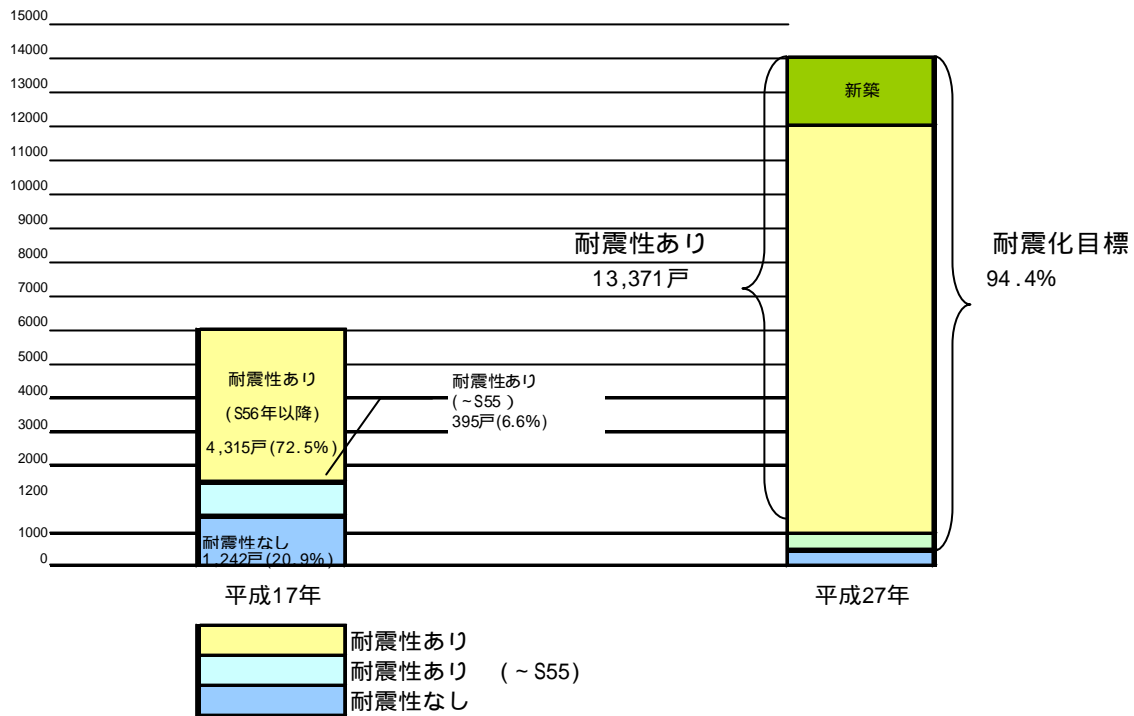 15000
14000
13000
12000
11000
10000
9000
8000
7000
6000
5000
4000
3000
2000
1200
1000
0
新築
耐震性あり
13,371戸
耐震化目標
94.4%
耐震性あり
(S56年以降)
4,315戸(72.5%)
耐震性あり
(~S55 )
395戸(6.6%)
耐震性なし
1,242戸(20.9%)
平成17年
平成27年
耐震性あり
耐震性あり (~S55)
耐震性なし